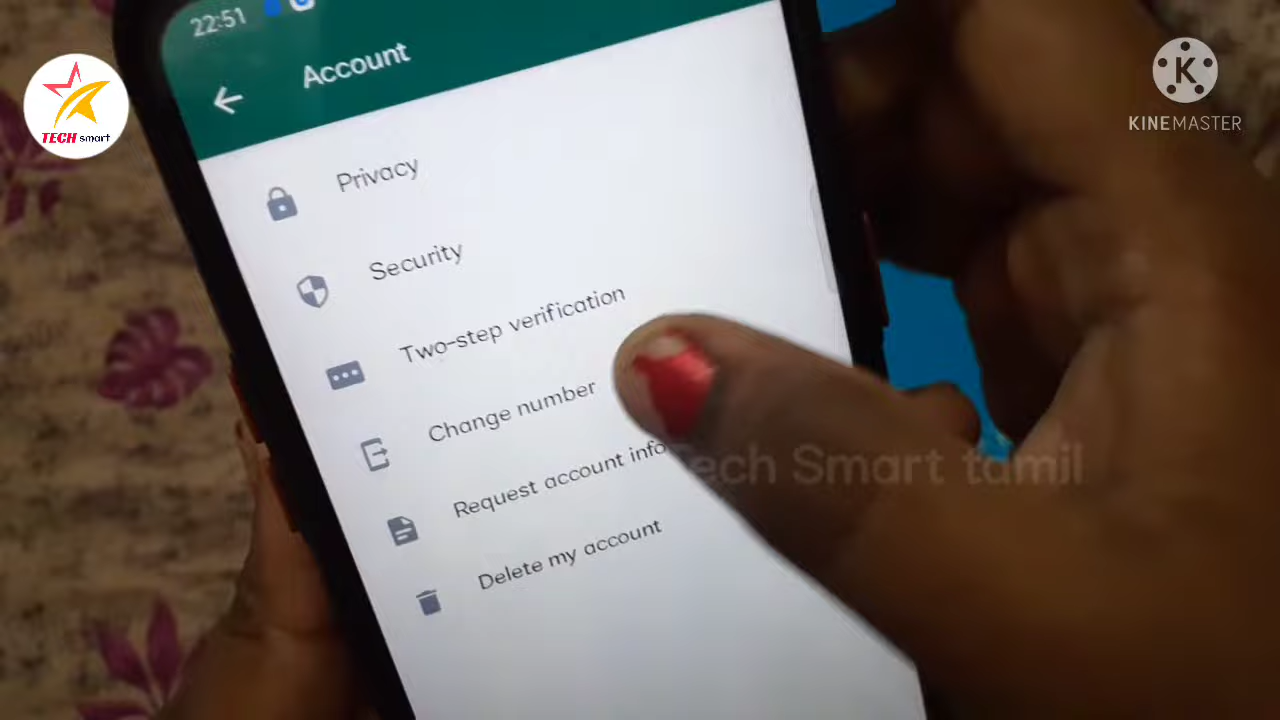 22:51
Account
Privacy
Security
Two-step verification
Change number
Request account info
Delete my account
TECH smart
K
KINEMASTER
Tech Smart tamil